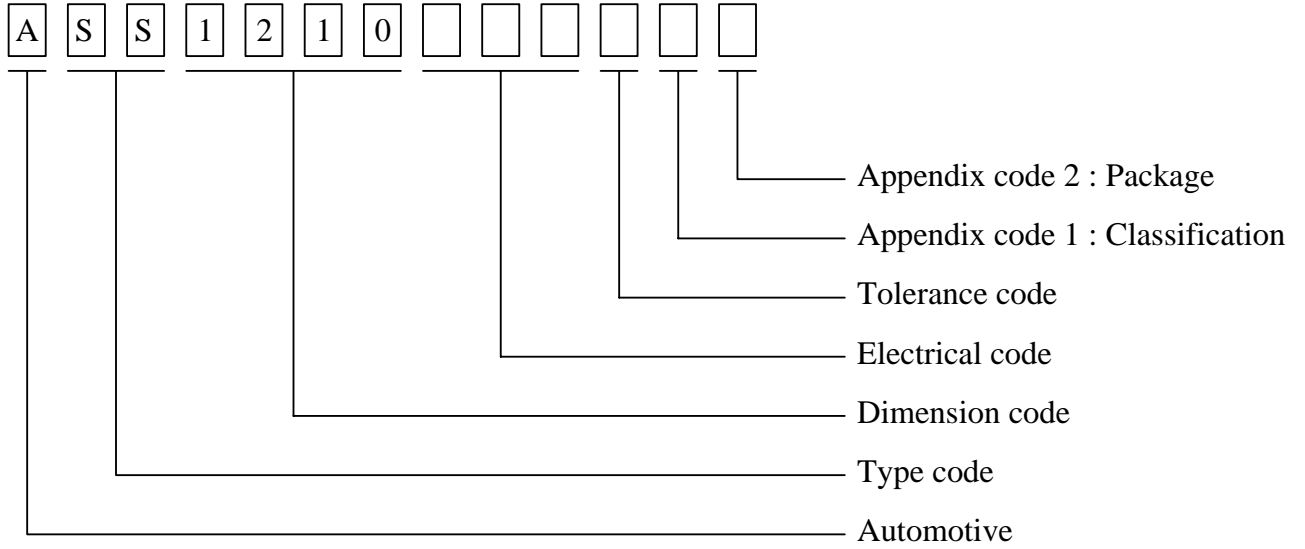 A S S 1 2 1 0
Appendix code 2 : Package
Appendix code 1 : Classification
Tolerance code
Electrical code
Dimension code
Type code
Automotive